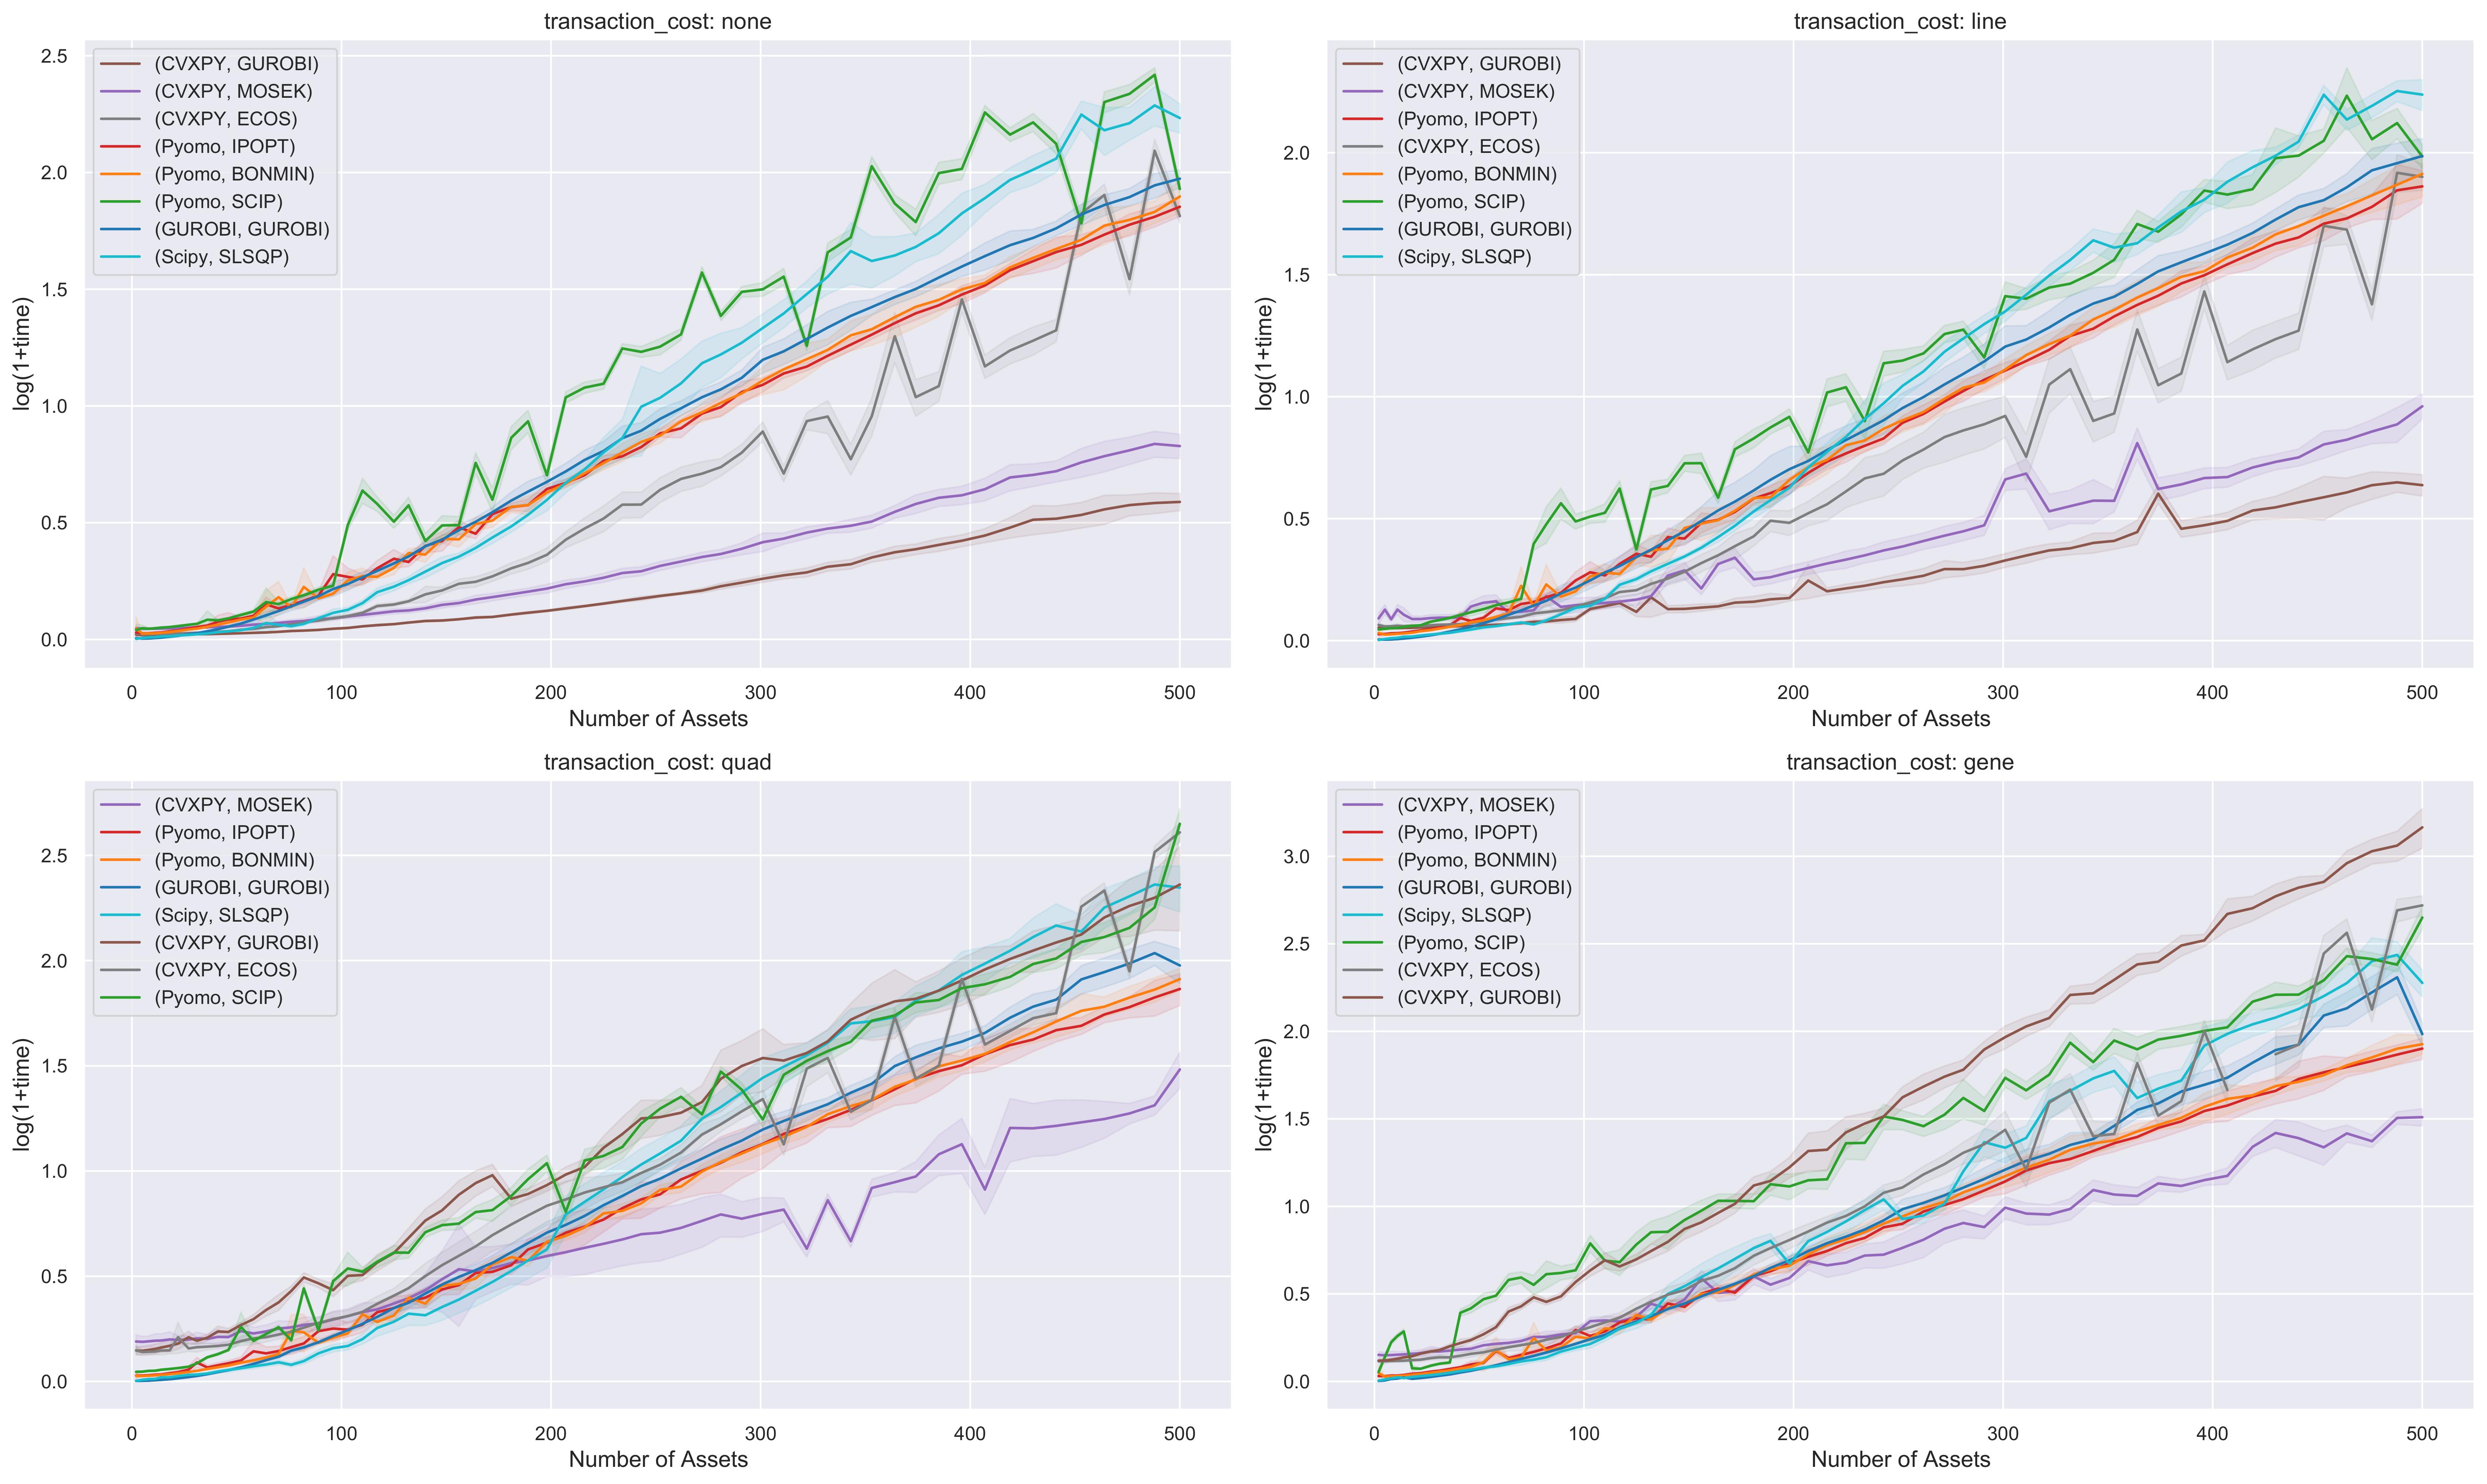 transaction_cost: none
2.5
2.0
1.5
1.0
0.5
0.0
log(1+time)
(CVXPY, GUROBI)
(CVXPY, MOSEK)
(CVXPY, ECOS)
(Pyomo, IPOPT)
(Pyomo, BONMIN)
(Pyomo, SCIP)
(GUROBI, GUROBI)
(Scipy, SLSQP)
0 100 200 300 400 500
Number of Assets
transaction_cost: line
2.0
1.5
1.0
0.5
0.0
log(1+time)
(CVXPY, GUROBI)
(CVXPY, MOSEK)
(Pyomo, IPOPT)
(CVXPY, ECOS)
(Pyomo, BONMIN)
(Pyomo, SCIP)
(GUROBI, GUROBI)
(Scipy, SLSQP)
0 100 200 300 400 500
Number of Assets
transaction_cost: quad
2.5
2.0
1.5
1.0
0.5
0.0
log(1+time)
(CVXPY, MOSEK)
(Pyomo, IPOPT)
(Pyomo, BONMIN)
(GUROBI, GUROBI)
(Scipy, SLSQP)
(CVXPY, GUROBI)
(CVXPY, ECOS)
(Pyomo, SCIP)
0 100 200 300 400 500
Number of Assets
transaction_cost: gene
3.0
2.5
2.0
1.5
1.0
0.5
0.0
log(1+time)
(CVXPY, MOSEK)
(Pyomo, IPOPT)
(Pyomo, BONMIN)
(GUROBI, GUROBI)
(Scipy, SLSQP)
(Pyomo, SCIP)
(CVXPY, ECOS)
(CVXPY, GUROBI)
0 100 200 300 400 500
Number of Assets